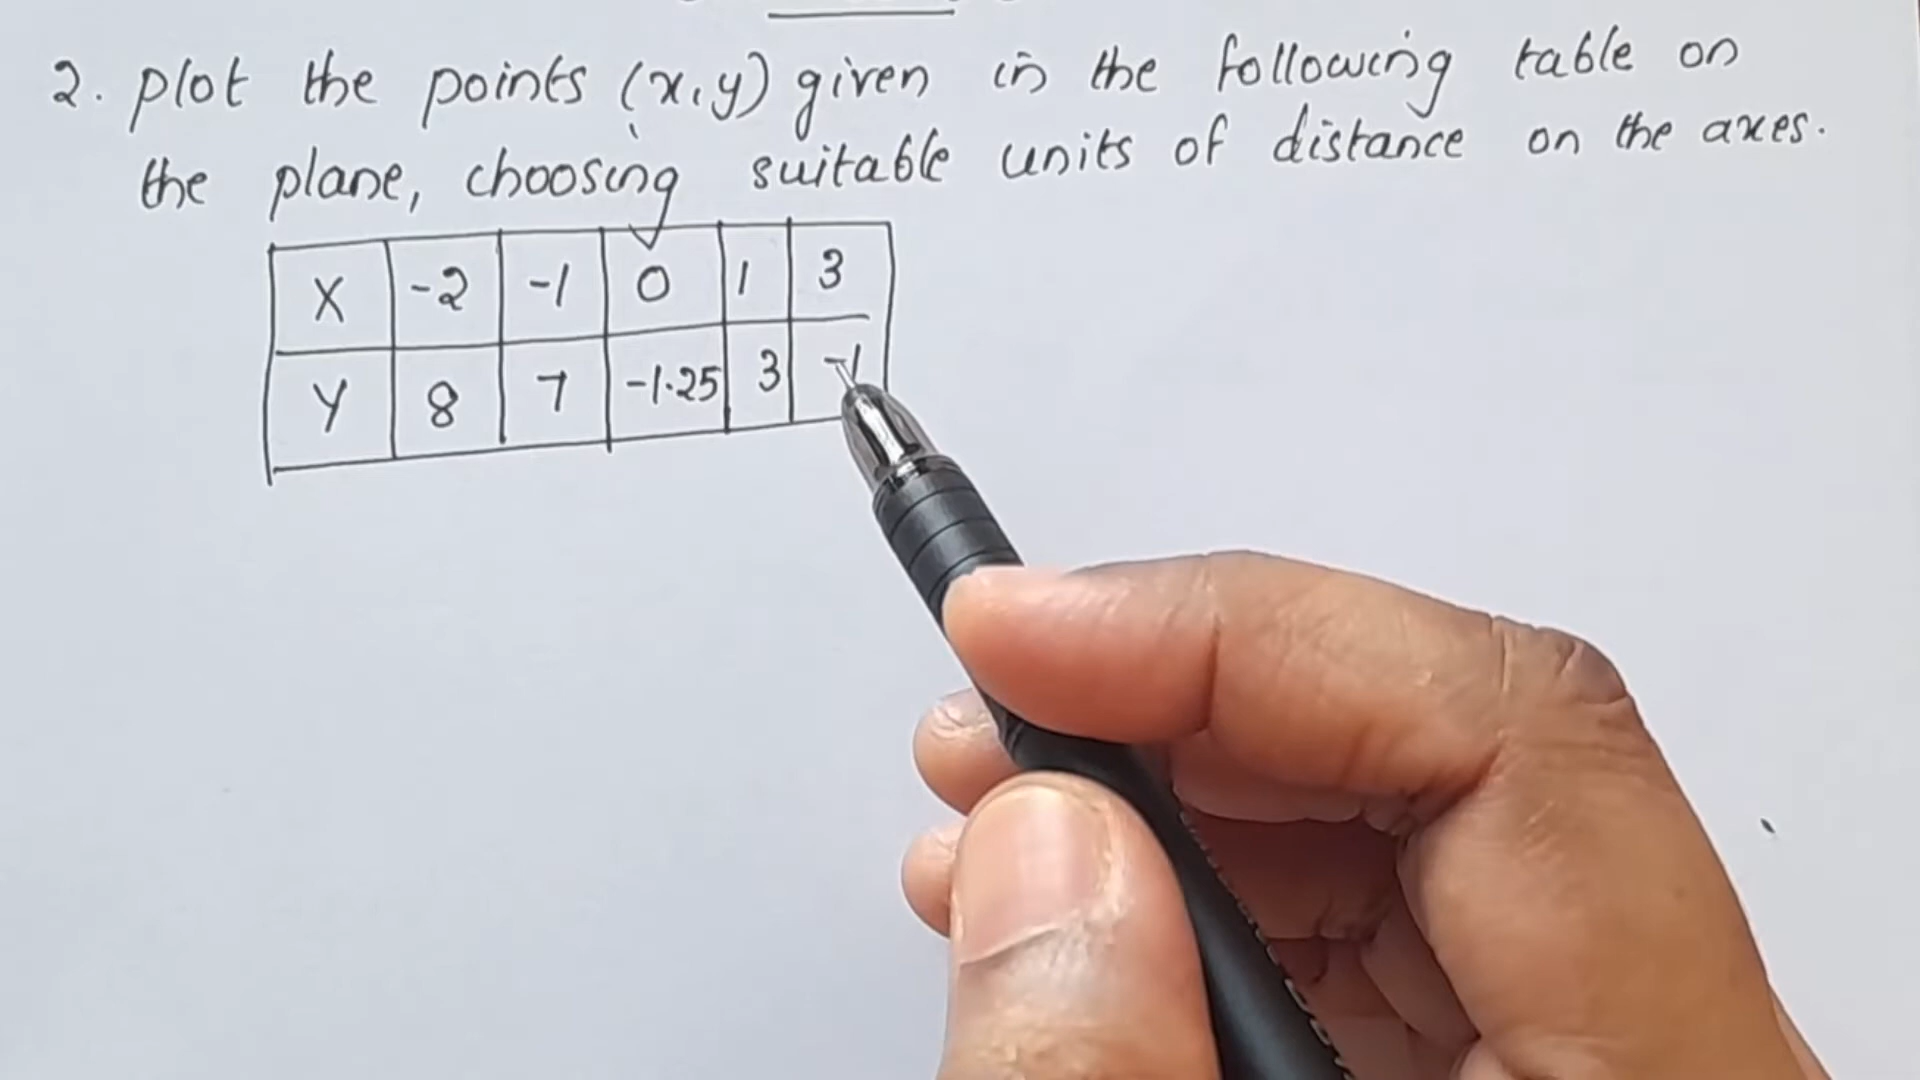 2. plot the points (x,y) given in the following table on
the plane, choosing suitable units of distance on the axes.
X -2 -1 0 1 3
Y 8 7 -1.25 3 -1